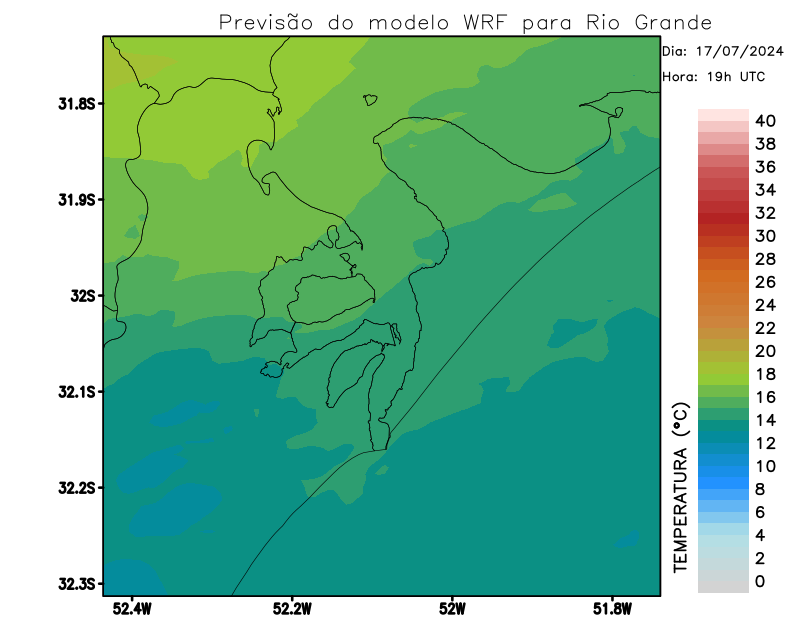 Previsão do modelo WRF para Rio Grande
Dia: 17/07/2024
Hora: 19h UTC
31.8S
31.9S
32S
32.1S
32.2S
32.3S
52.4W
52.2W
52W
51.8W
TEMPERATURA (°C)
40
38
36
34
32
30
28
26
24
22
20
18
16
14
12
10
8
6
4
2
0